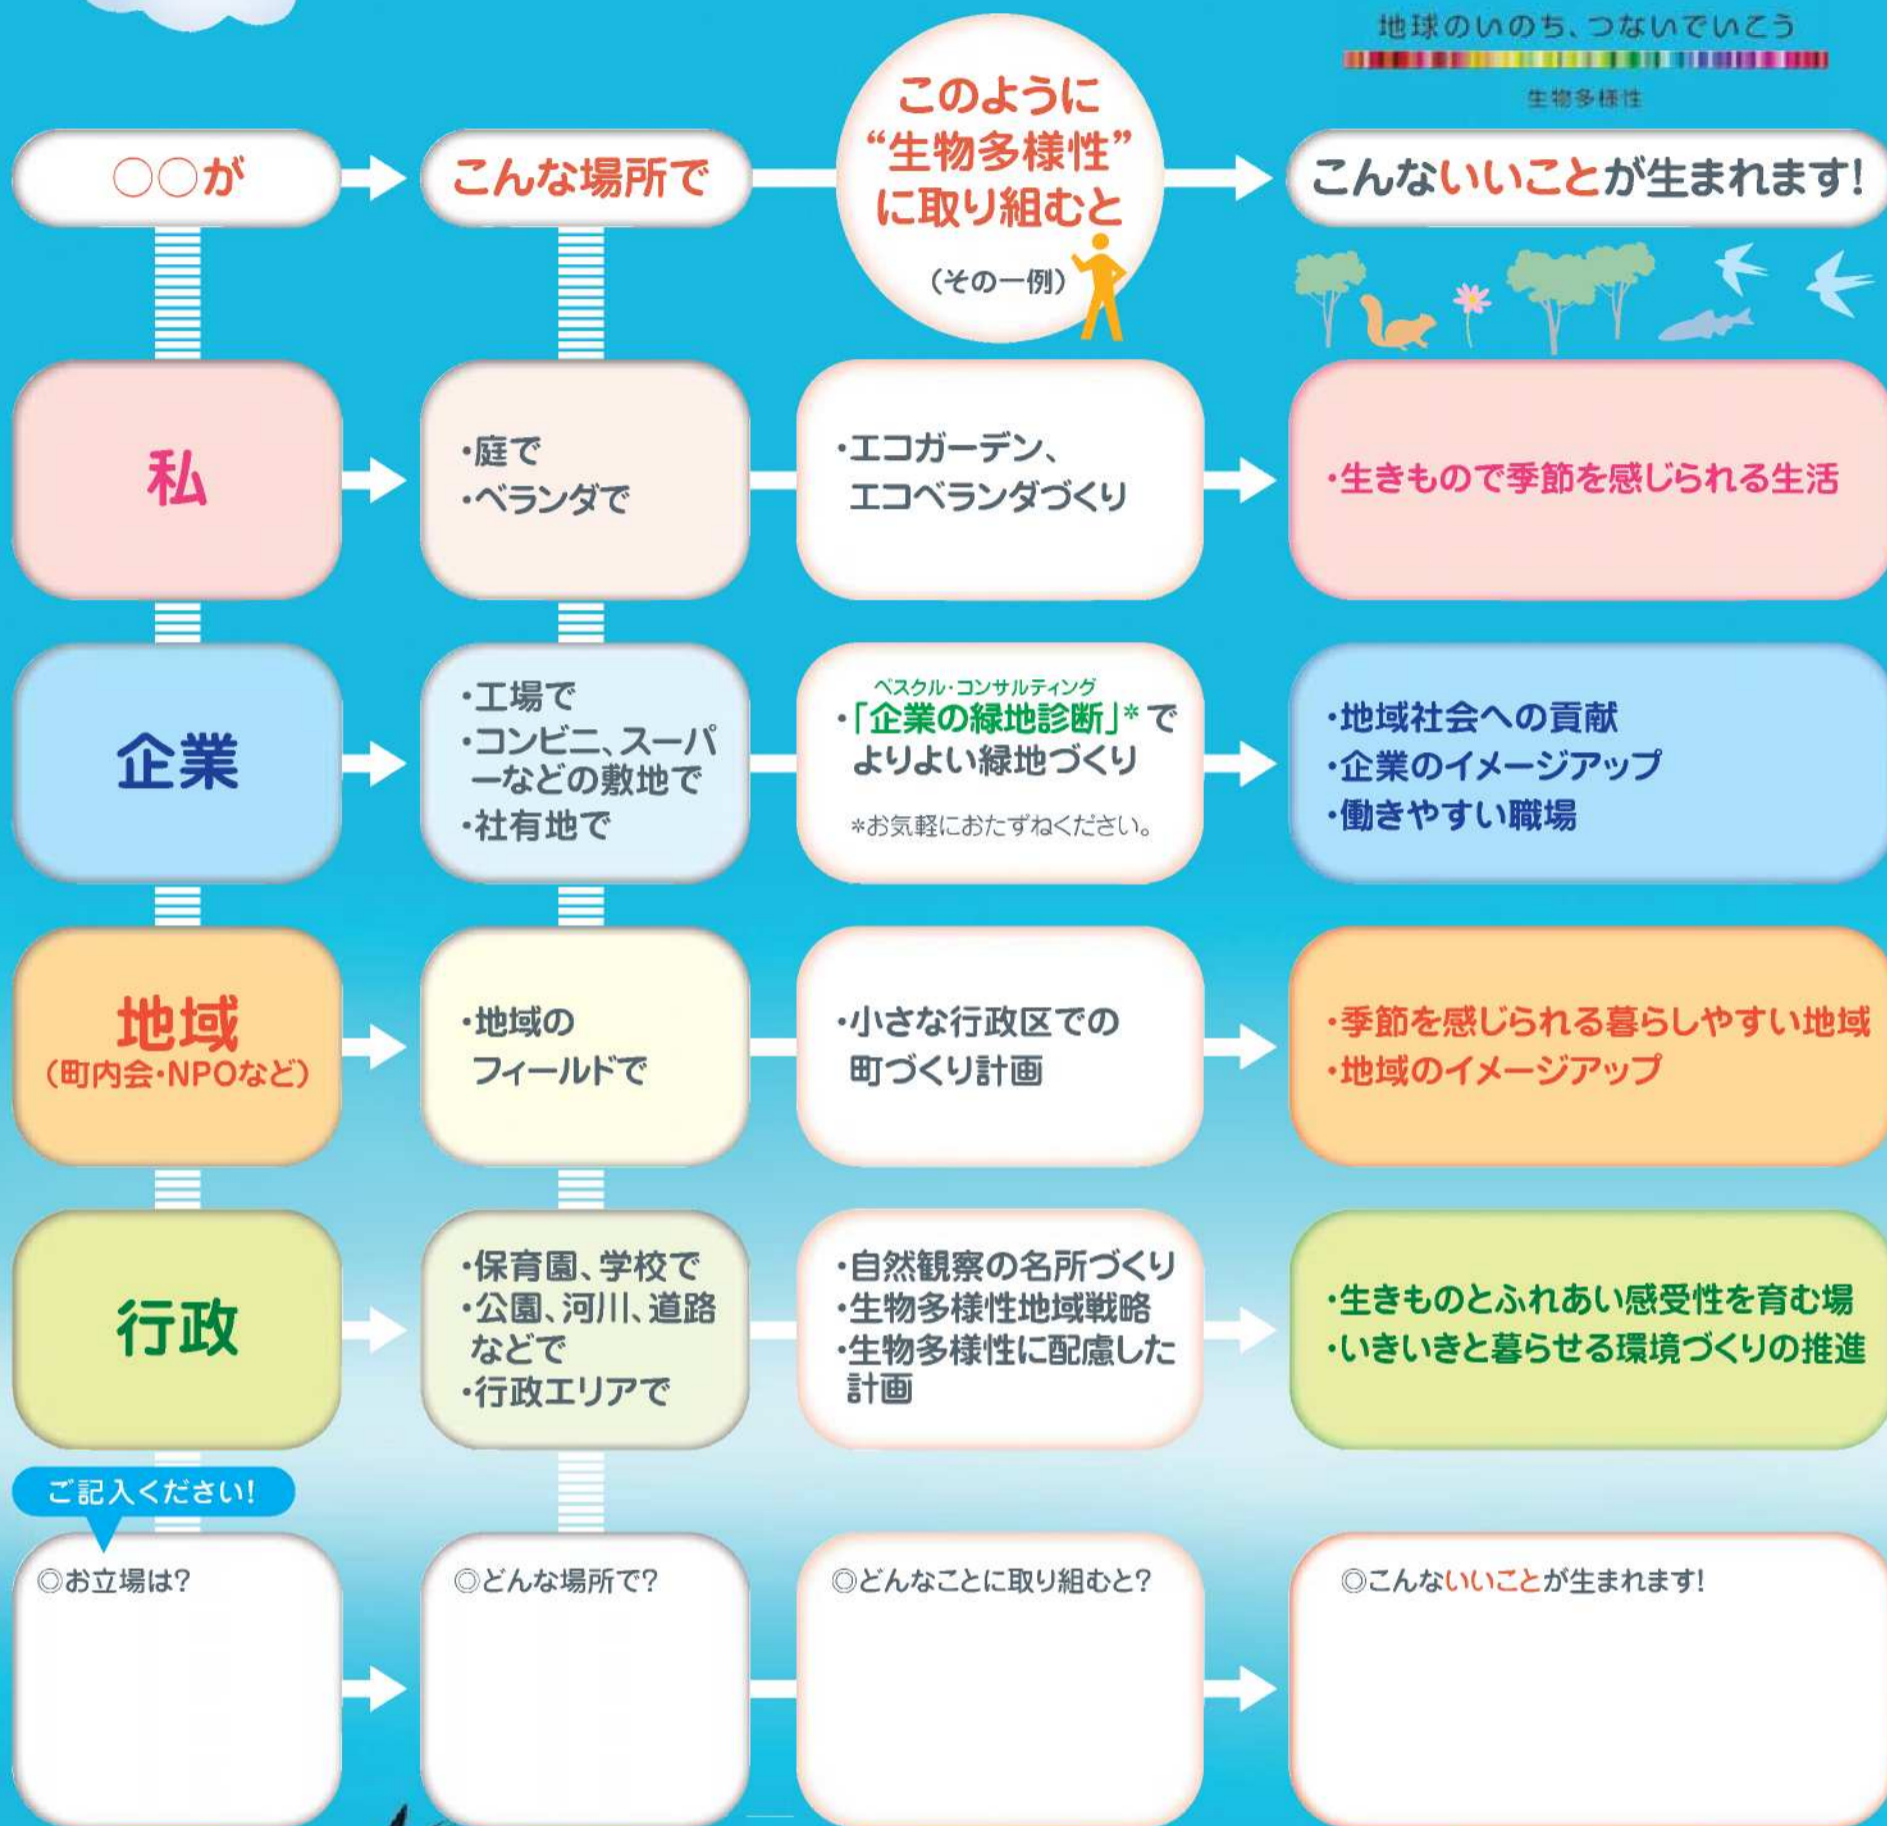 地球のいのち、つないでいこう
生物多様性
○○が
こんな場所で
このように
“生物多様性”
に取り組むと
(その一例)
こんないいことが生まれます!
私
・庭で
・ベランダで
・エコガーデン、
エコベランダづくり
・生きもので季節を感じられる生活
企業
・工場で
・コンビニ、スーパ
ーなどの敷地で
・社有地で
ベスクル・コンサルティング
・「企業の緑地診断」*で
よりよい緑地づくり
*お気軽におたずねください。
・地域社会への貢献
・企業のイメージアップ
・働きやすい職場
地域
(町内会・NPOなど)
・地域の
フィールドで
・小さな行政区での
町づくり計画
・季節を感じられる暮らしやすい地域
・地域のイメージアップ
行政
・保育園、学校で
・公園、河川、道路
などで
・行政エリアで
・自然観察の名所づくり
・生物多様性地域戦略
・生物多様性に配慮した
計画
・生きものとふれあい感受性を育む場
・いきいきと暮らせる環境づくりの推進
ご記入ください!
◎お立場は?
◎どんな場所で?
◎どんなことに取り組むと?
◎こんないいことが生まれます!